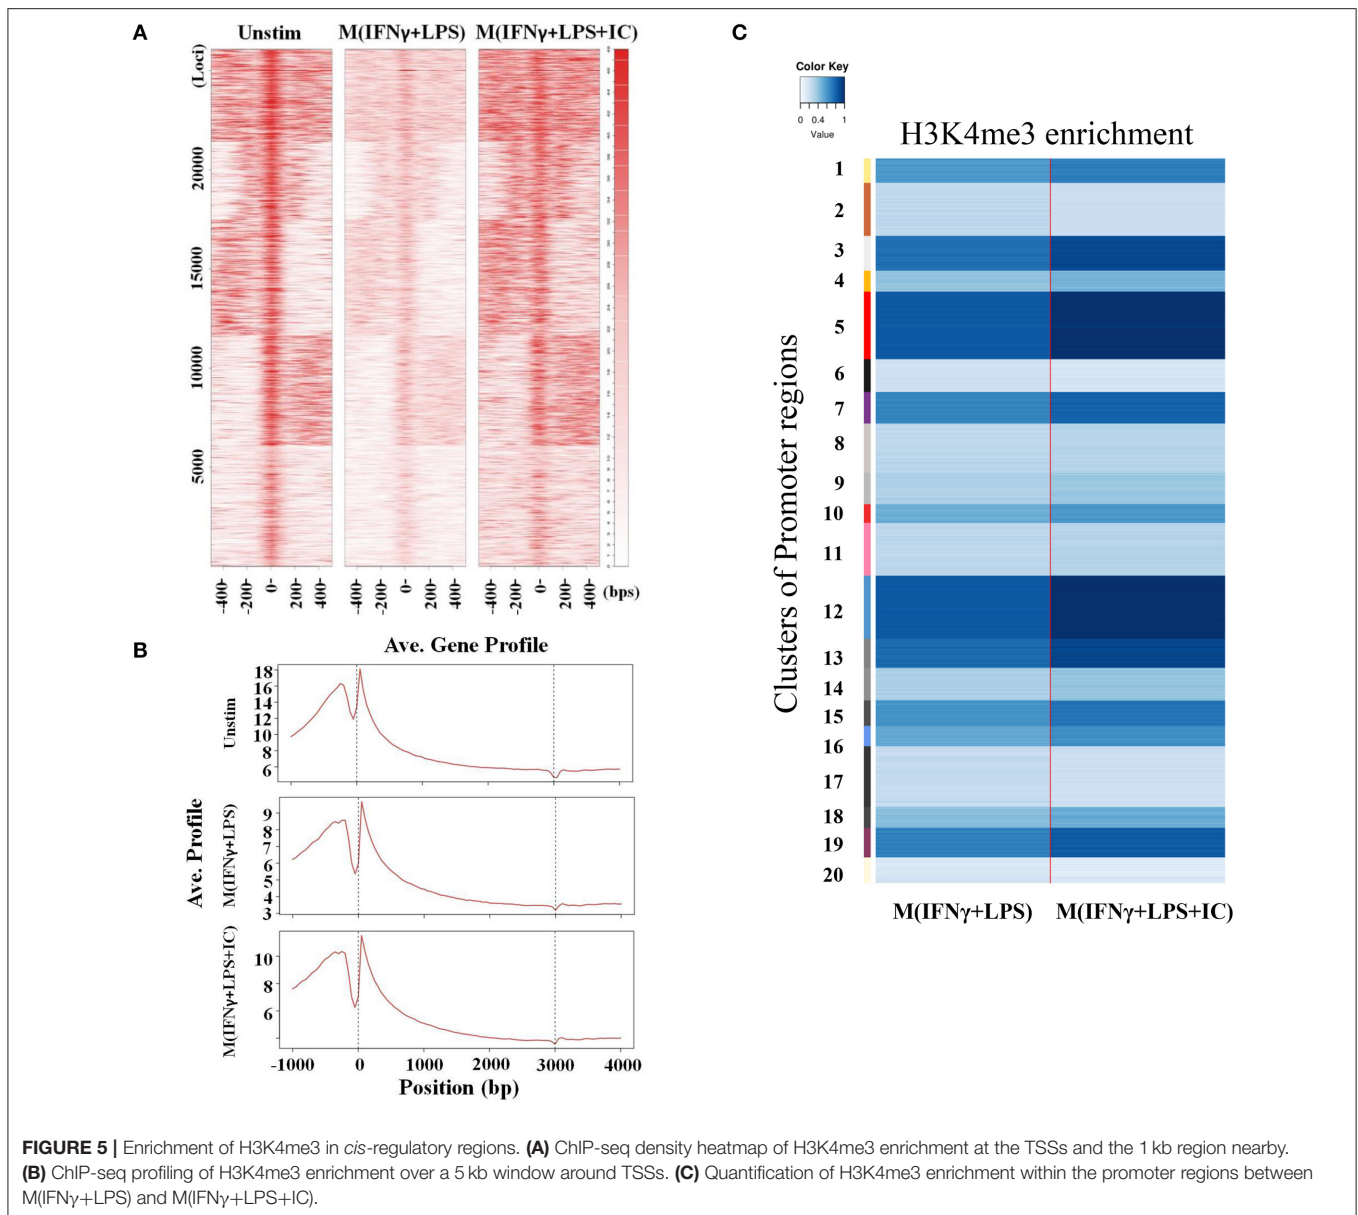 A
Unstim
M(IFNγ+LPS)
M(IFNγ+LPS+IC)
(Loci)
20000
15000
10000
5000
-400 -200 0 200 400
-400 -200 0 200 400
-400 -200 0 200 400
(bps)
B
Ave. Gene Profile
Ave. Profile
Unstim
18
16
14
12
10
8
6
M(IFNγ+LPS)
9
8
7
6
5
4
3
M(IFNγ+LPS+IC)
10
8
6
-1000 0 1000 2000 3000 4000
Position (bp)
C
Color Key
0 0.4 1
Value
H3K4me3 enrichment
Clusters of Promoter regions
1
2
3
4
5
6
7
8
9
10
11
12
13
14
15
16
17
18
19
20
M(IFNγ+LPS) M(IFNγ+LPS+IC)
FIGURE 5 | Enrichment of H3K4me3 in cis-regulatory regions. (A) ChIP-seq density heatmap of H3K4me3 enrichment at the TSSs and the 1 kb region nearby.
(B) ChIP-seq profiling of H3K4me3 enrichment over a 5 kb window around TSSs. (C) Quantification of H3K4me3 enrichment within the promoter regions between
M(IFNγ+LPS) and M(IFNγ+LPS+IC).